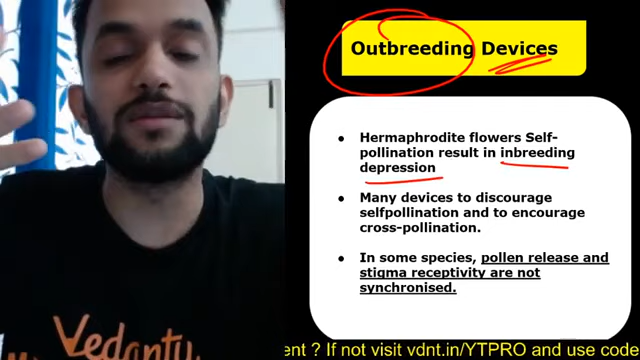 Outbreeding Devices
• Hermaphrodite flowers Self-
pollination result in inbreeding
depression
• Many devices to discourage
selfpollination and to encourage
cross-pollination.
• In some species, pollen release and
stigma receptivity are not
synchronised.
Vedantu
ent ? If not visit vdnt.in/YTPRO and use code